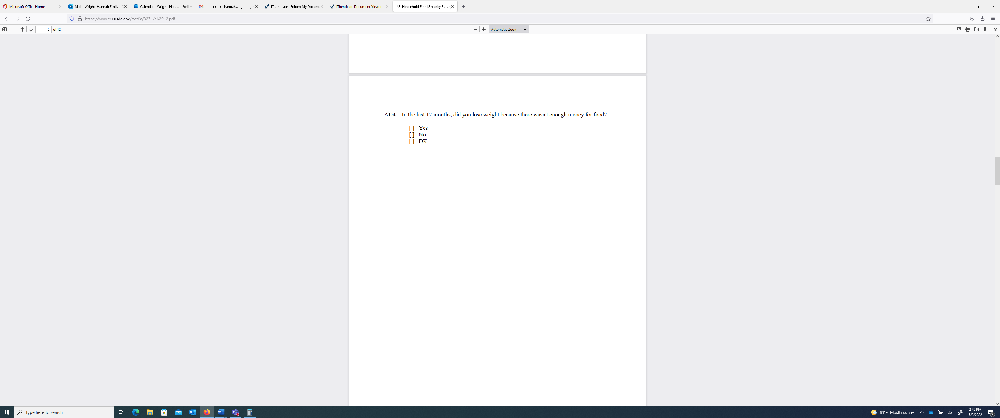 Microsoft Office Home
Mail - Wright, Hannah Emily - O
Calendar - Wright, Hannah Emi
Inbox (11) - hannahwrightangu
iThenticate | Folder: My Docum
iThenticate Document Viewer
U.S. Household Food Security Surve
https://www.ers.usda.gov/media/8271/hh2012.pdf
5 of 12
Automatic Zoom
AD4. In the last 12 months, did you lose weight because there wasn't enough money for food?
[ ] Yes
[ ] No
[ ] DK
Type here to search
83°F Mostly sunny
2:49 PM
5/3/2022
2